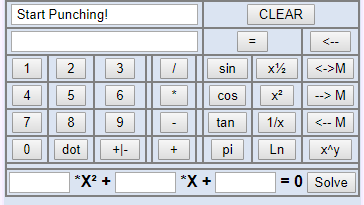 Start Punching! CLEAR
= <--
1 2 3 / sin x½ <->M
4 5 6 * cos x² --> M
7 8 9 - tan 1/x <-- M
0 dot +|- + pi Ln x^y
*X² + *X + = 0 Solve